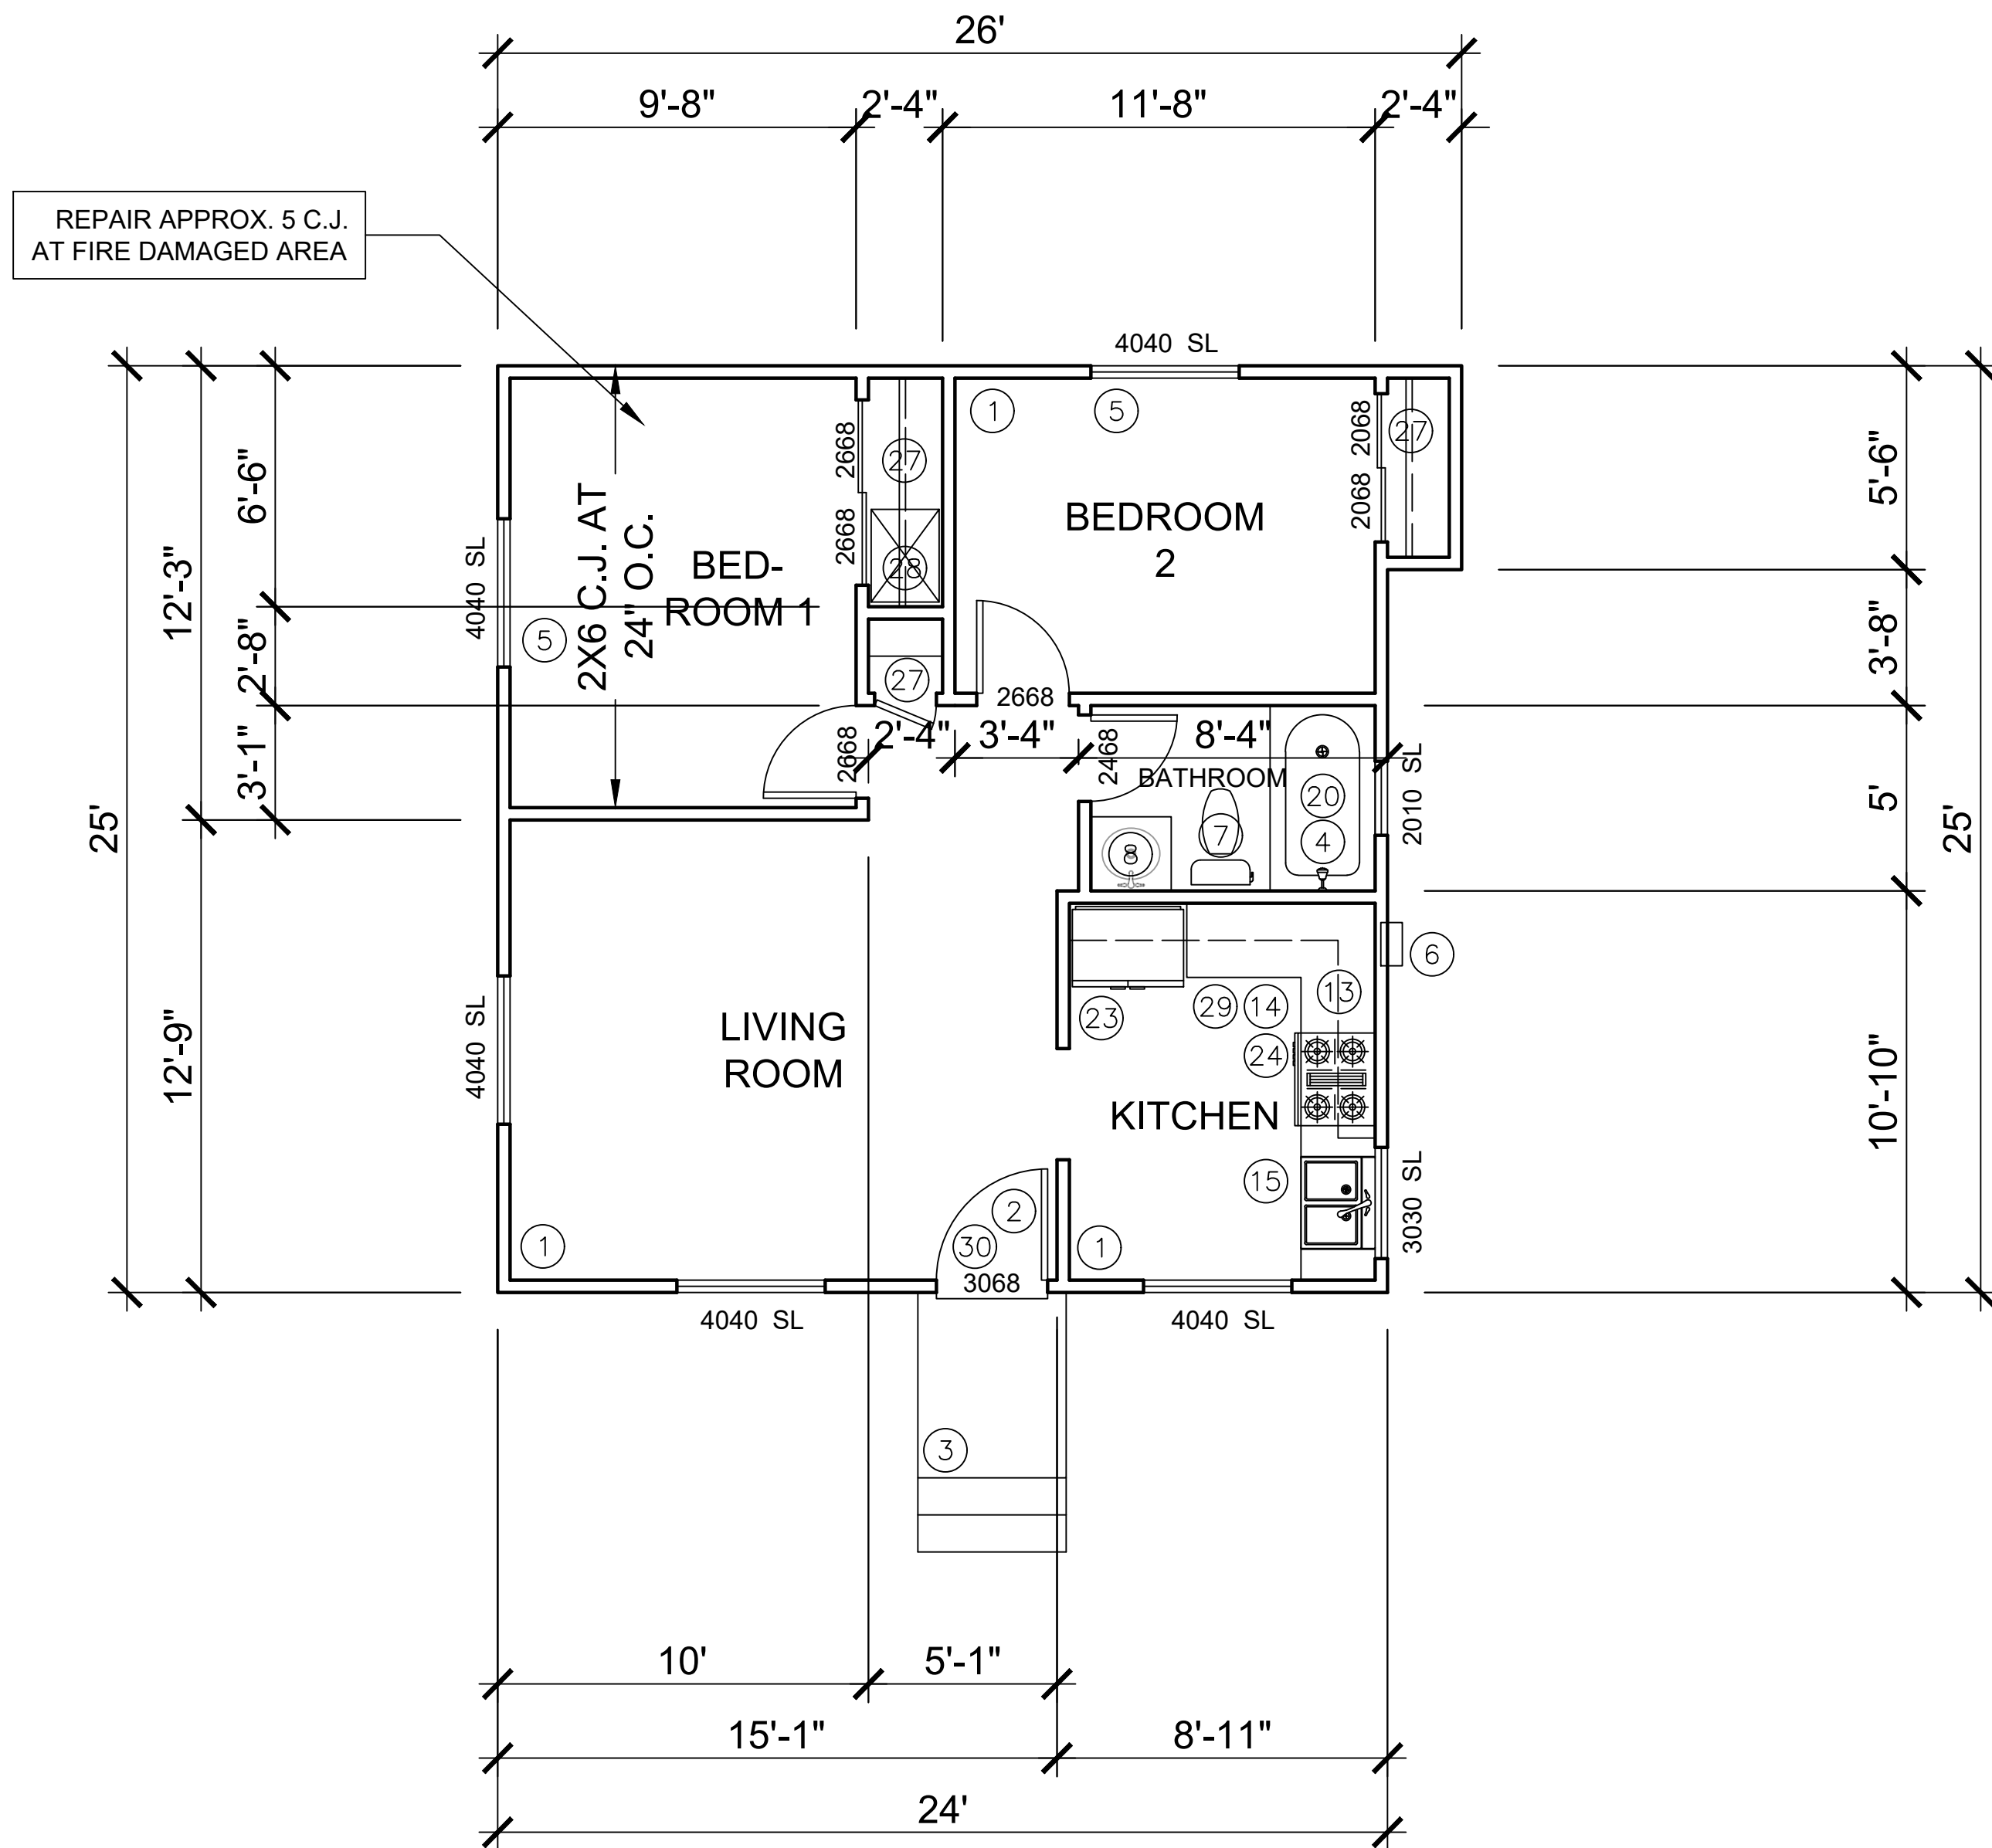 26'
9'-8" 2'-4" 11'-8" 2'-4"
REPAIR APPROX. 5 C.J.
AT FIRE DAMAGED AREA
4040 SL
25'
12'-3"
12'-9"
6'-6"
2'-8"
3'-1"
4040 SL
5
2X6 C.J. AT
24" O.C.
BED-
ROOM 1
2668
2668
27
28
27
1
5
BEDROOM
2
2068
2068
27
2668
2668
2'-4" 3'-4" 8'-4"
2468
BATHROOM
2010 SL
8
7
20
4
5'-6"
3'-8"
5'
10'-10"
25'
6
4040 SL
LIVING
ROOM
23
29
14
13
24
KITCHEN
15
3030 SL
1
2
30
3068
1
4040 SL
4040 SL
3
10' 5'-1"
15'-1" 8'-11"
24'